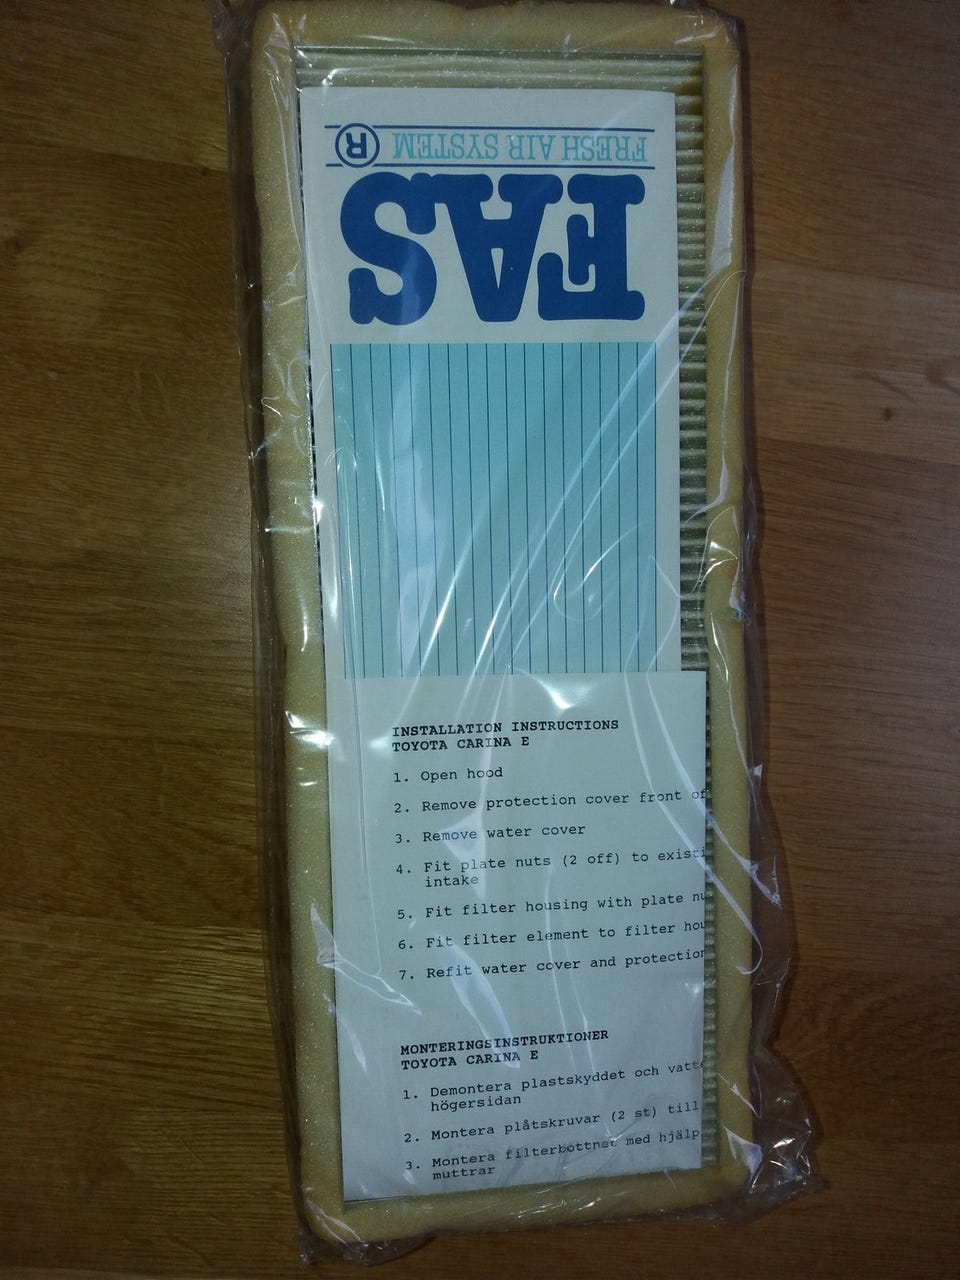 FAS
FRESH AIR SYSTEM ®
INSTALLATION INSTRUCTIONS
TOYOTA CARINA E
1. Open hood
2. Remove protection cover front of
3. Remove water cover
4. Fit plate nuts (2 off) to existi
intake
5. Fit filter housing with plate nu
6. Fit filter element to filter hou
7. Refit water cover and protection
MONTERINGSINSTRUKTIONER
TOYOTA CARINA E
1. Demontera plastskyddet och vatte
högersidan
2. Montera plåtskruvar (2 st) till
3. Montera filterbottnet med hjälp
muttrar